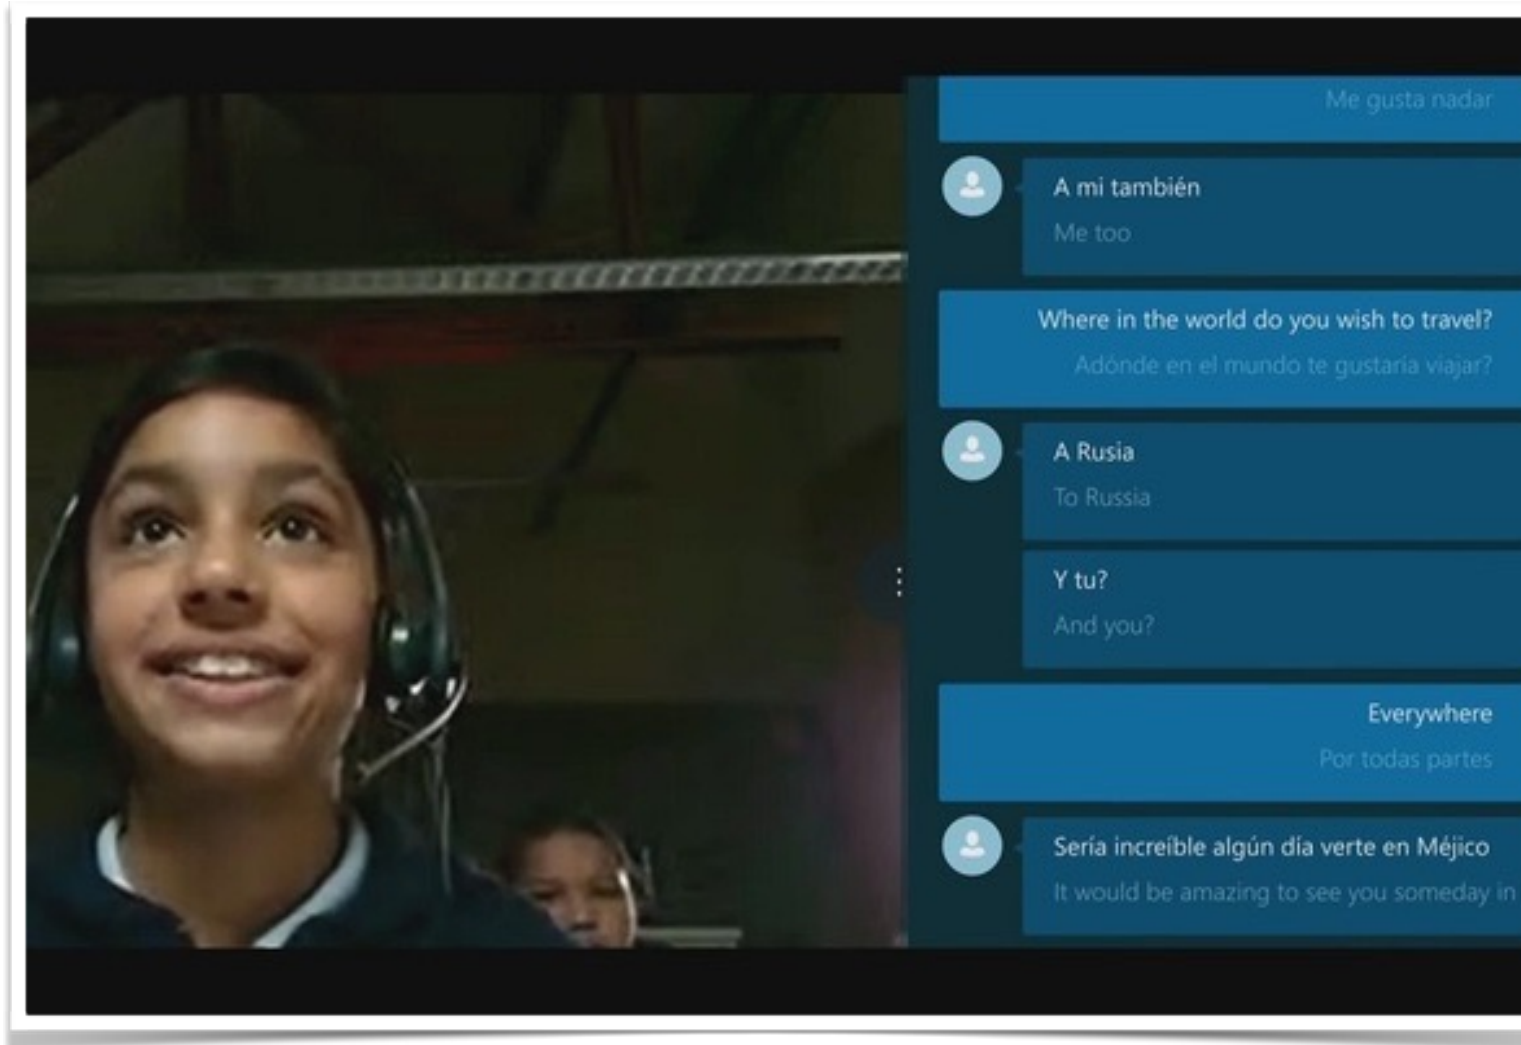 Me gusta nadar
A mi también
Me too
Where in the world do you wish to travel?
Adónde en el mundo te gustaría viajar?
A Rusia
To Russia
Y tu?
And you?
Everywhere
Por todas partes
Sería increíble algún día verte en Méjico
It would be amazing to see you someday in